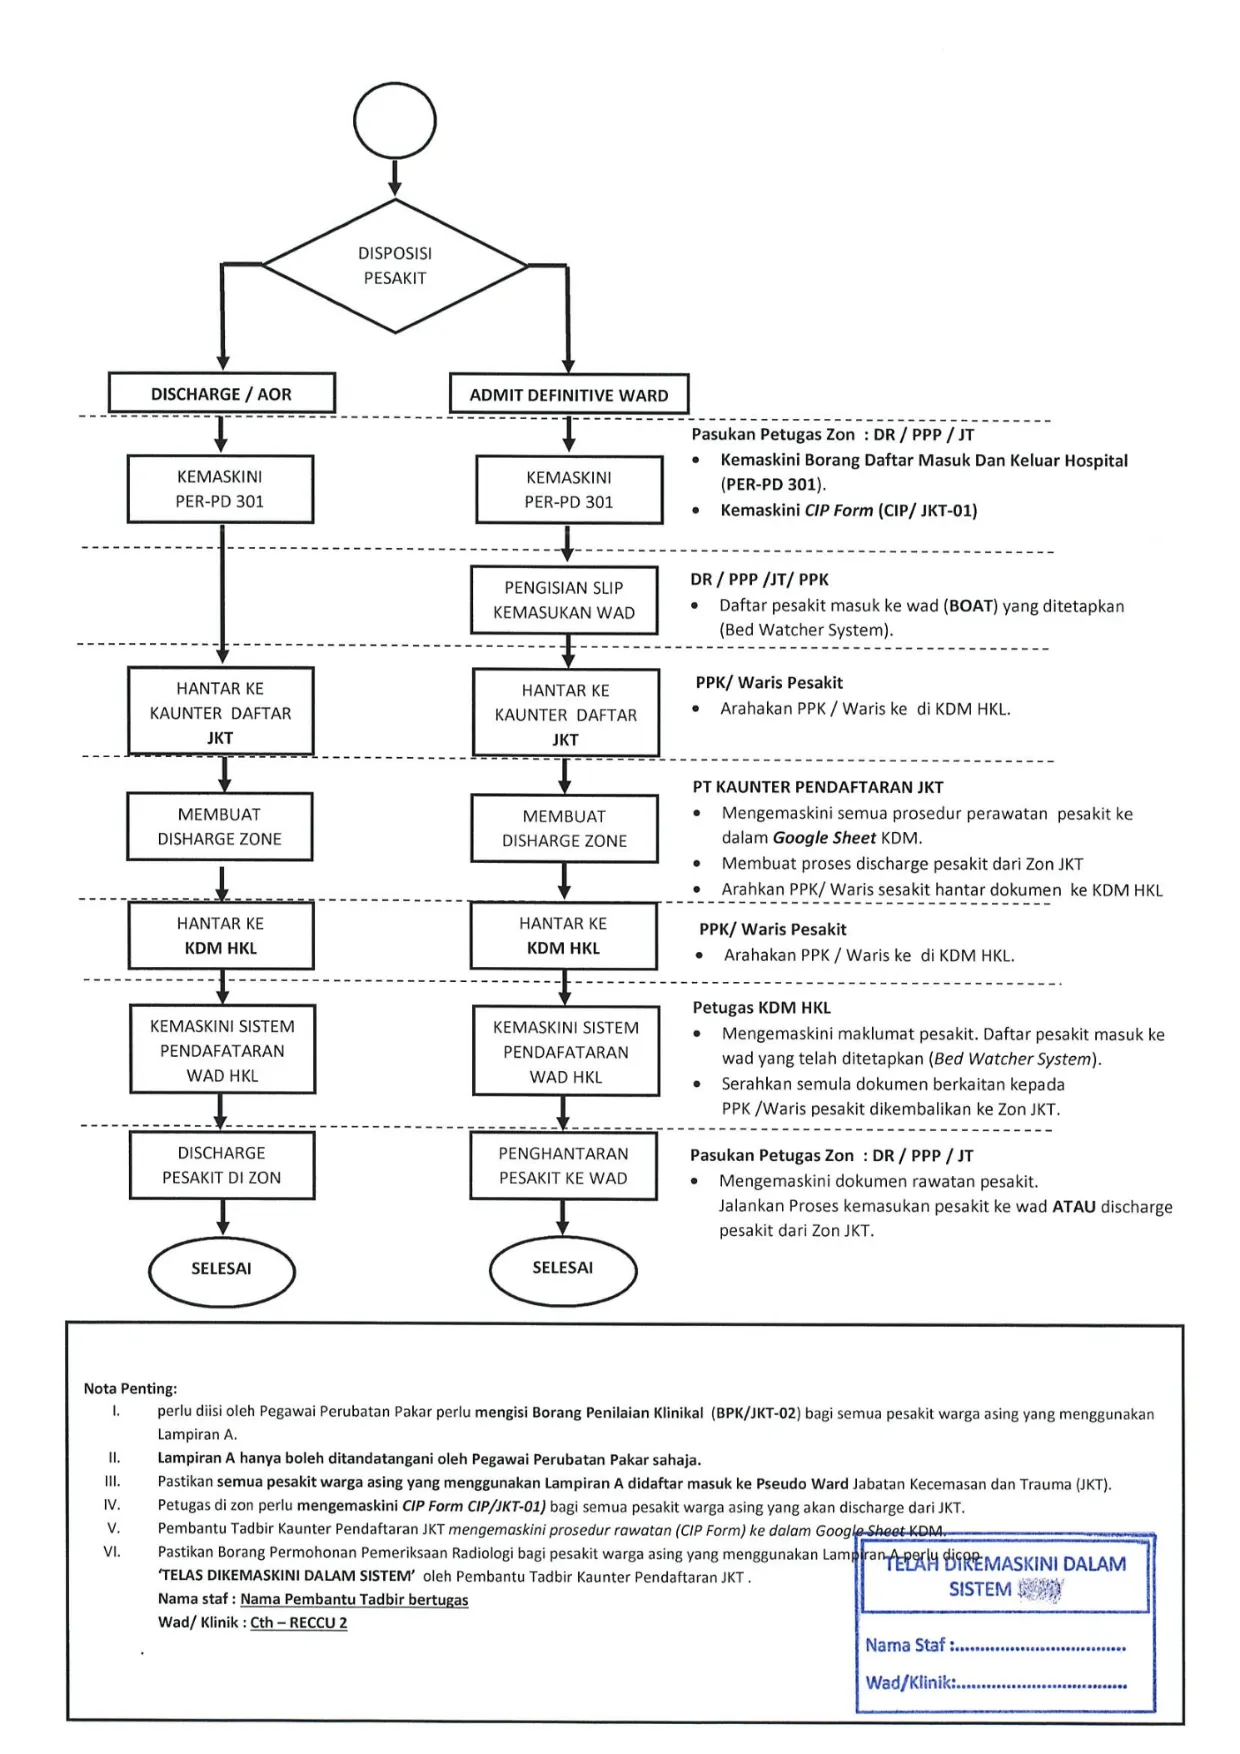 DISPOSISI
PESAKIT
DISCHARGE / AOR
ADMIT DEFINITIVE WARD
KEMASKINI
PER-PD 301
KEMASKINI
PER-PD 301
Pasukan Petugas Zon : DR / PPP / JT
• Kemaskini Borang Daftar Masuk Dan Keluar Hospital
(PER-PD 301).
• Kemaskini CIP Form (CIP/ JKT-01)
PENGISIAN SLIP
KEMASUKAN WAD
DR / PPP /JT/ PPK
• Daftar pesakit masuk ke wad (BOAT) yang ditetapkan
(Bed Watcher System).
HANTAR KE
KAUNTER DAFTAR
JKT
HANTAR KE
KAUNTER DAFTAR
JKT
PPK/ Waris Pesakit
• Arahakan PPK / Waris ke di KDM HKL.
MEMBUAT
DISHARGE ZONE
MEMBUAT
DISHARGE ZONE
PT KAUNTER PENDAFTARAN JKT
• Mengemaskini semua prosedur perawatan pesakit ke
dalam Google Sheet KDM.
• Membuat proses discharge pesakit dari Zon JKT
• Arahkan PPK/ Waris sesakit hantar dokumen ke KDM HKL
HANTAR KE
KDM HKL
HANTAR KE
KDM HKL
PPK/ Waris Pesakit
• Arahakan PPK / Waris ke di KDM HKL.
KEMASKINI SISTEM
PENDAFATARAN
WAD HKL
KEMASKINI SISTEM
PENDAFATARAN
WAD HKL
Petugas KDM HKL
• Mengemaskini maklumat pesakit. Daftar pesakit masuk ke
wad yang telah ditetapkan (Bed Watcher System).
• Serahkan semula dokumen berkaitan kepada
PPK /Waris pesakit dikembalikan ke Zon JKT.
DISCHARGE
PESAKIT DI ZON
PENGHANTARAN
PESAKIT KE WAD
Pasukan Petugas Zon : DR / PPP / JT
• Mengemaskini dokumen rawatan pesakit.
Jalankan Proses kemasukan pesakit ke wad ATAU discharge
pesakit dari Zon JKT.
SELESAI
SELESAI
Nota Penting:
I. perlu diisi oleh Pegawai Perubatan Pakar perlu mengisi Borang Penilaian Klinikal (BPK/JKT-02) bagi semua pesakit warga asing yang menggunakan
Lampiran A.
II. Lampiran A hanya boleh ditandatangani oleh Pegawai Perubatan Pakar sahaja.
III. Pastikan semua pesakit warga asing yang menggunakan Lampiran A didaftar masuk ke Pseudo Ward Jabatan Kecemasan dan Trauma (JKT).
IV. Petugas di zon perlu mengemaskini CIP Form CIP/JKT-01) bagi semua pesakit warga asing yang akan discharge dari JKT.
V. Pembantu Tadbir Kaunter Pendaftaran JKT mengemaskini prosedur rawatan (CIP Form) ke dalam Google Sheet KDM.
VI. Pastikan Borang Permohonan Pemeriksaan Radiologi bagi pesakit warga asing yang menggunakan Lampiran A perlu dicop
‘TELAS DIKEMASKINI DALAM SISTEM’ oleh Pembantu Tadbir Kaunter Pendaftaran JKT .
Nama staf : Nama Pembantu Tadbir bertugas
Wad/ Klinik : Cth – RECCU 2
TELAH DIKEMASKINI DALAM
SISTEM
Nama Staf :..................................
Wad/Klinik:..................................